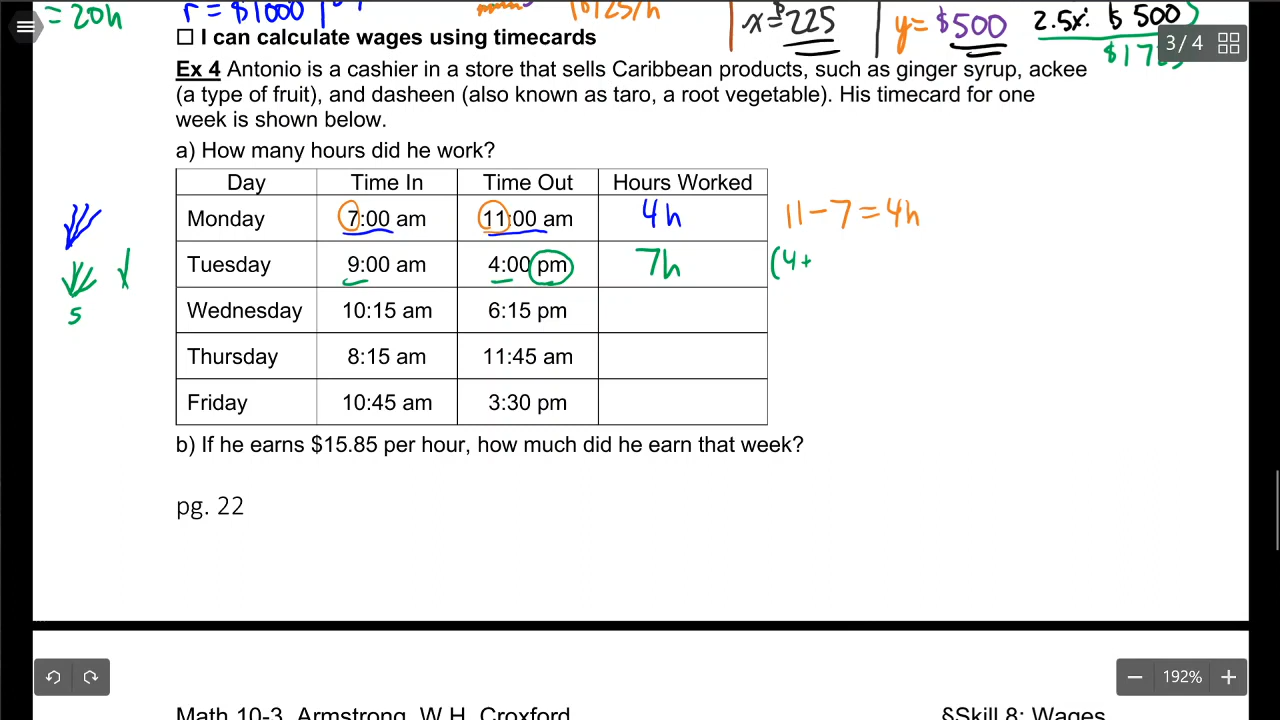 = 20h
r = $1000
x = $225
y = $500
2.5x: $500
3 / 4
☐ I can calculate wages using timecards
Ex 4 Antonio is a cashier in a store that sells Caribbean products, such as ginger syrup, ackee
(a type of fruit), and dasheen (also known as taro, a root vegetable). His timecard for one
week is shown below.
a) How many hours did he work?
Day Time In Time Out Hours Worked
Monday 7:00 am 11:00 am 4h 11 - 7 = 4h
Tuesday 9:00 am 4:00 pm 7h (4+
5
Wednesday 10:15 am 6:15 pm
Thursday 8:15 am 11:45 am
Friday 10:45 am 3:30 pm
b) If he earns $15.85 per hour, how much did he earn that week?
pg. 22
192%
Math 10-3, Armstrong, W.H. Croxford
§Skill 8: Wages